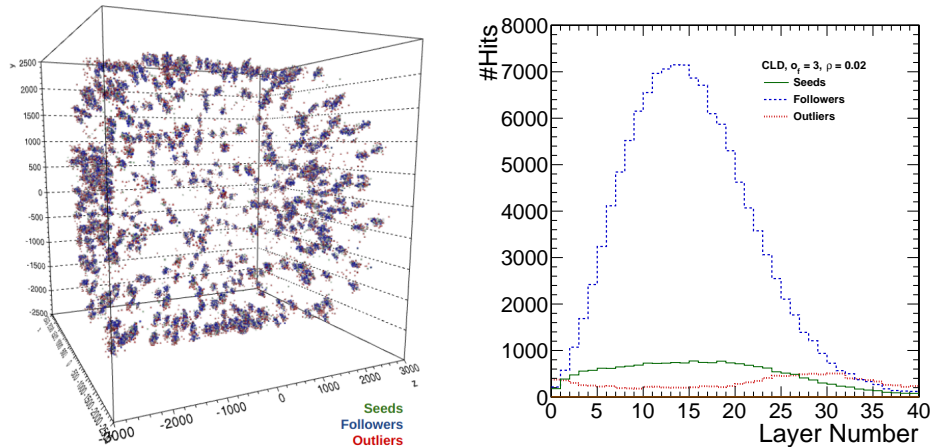 y
2500
2000
1500
1000
500
0
-500
-1000
-1500
-2000
-2500
-3000
-2000
-1000
0
1000
2000
3000
z
Seeds
Followers
Outliers
#Hits
8000
7000
6000
5000
4000
3000
2000
1000
0
CLD, o_f = 3, ρ = 0.02
Seeds
Followers
Outliers
0 5 10 15 20 25 30 35 40
Layer Number